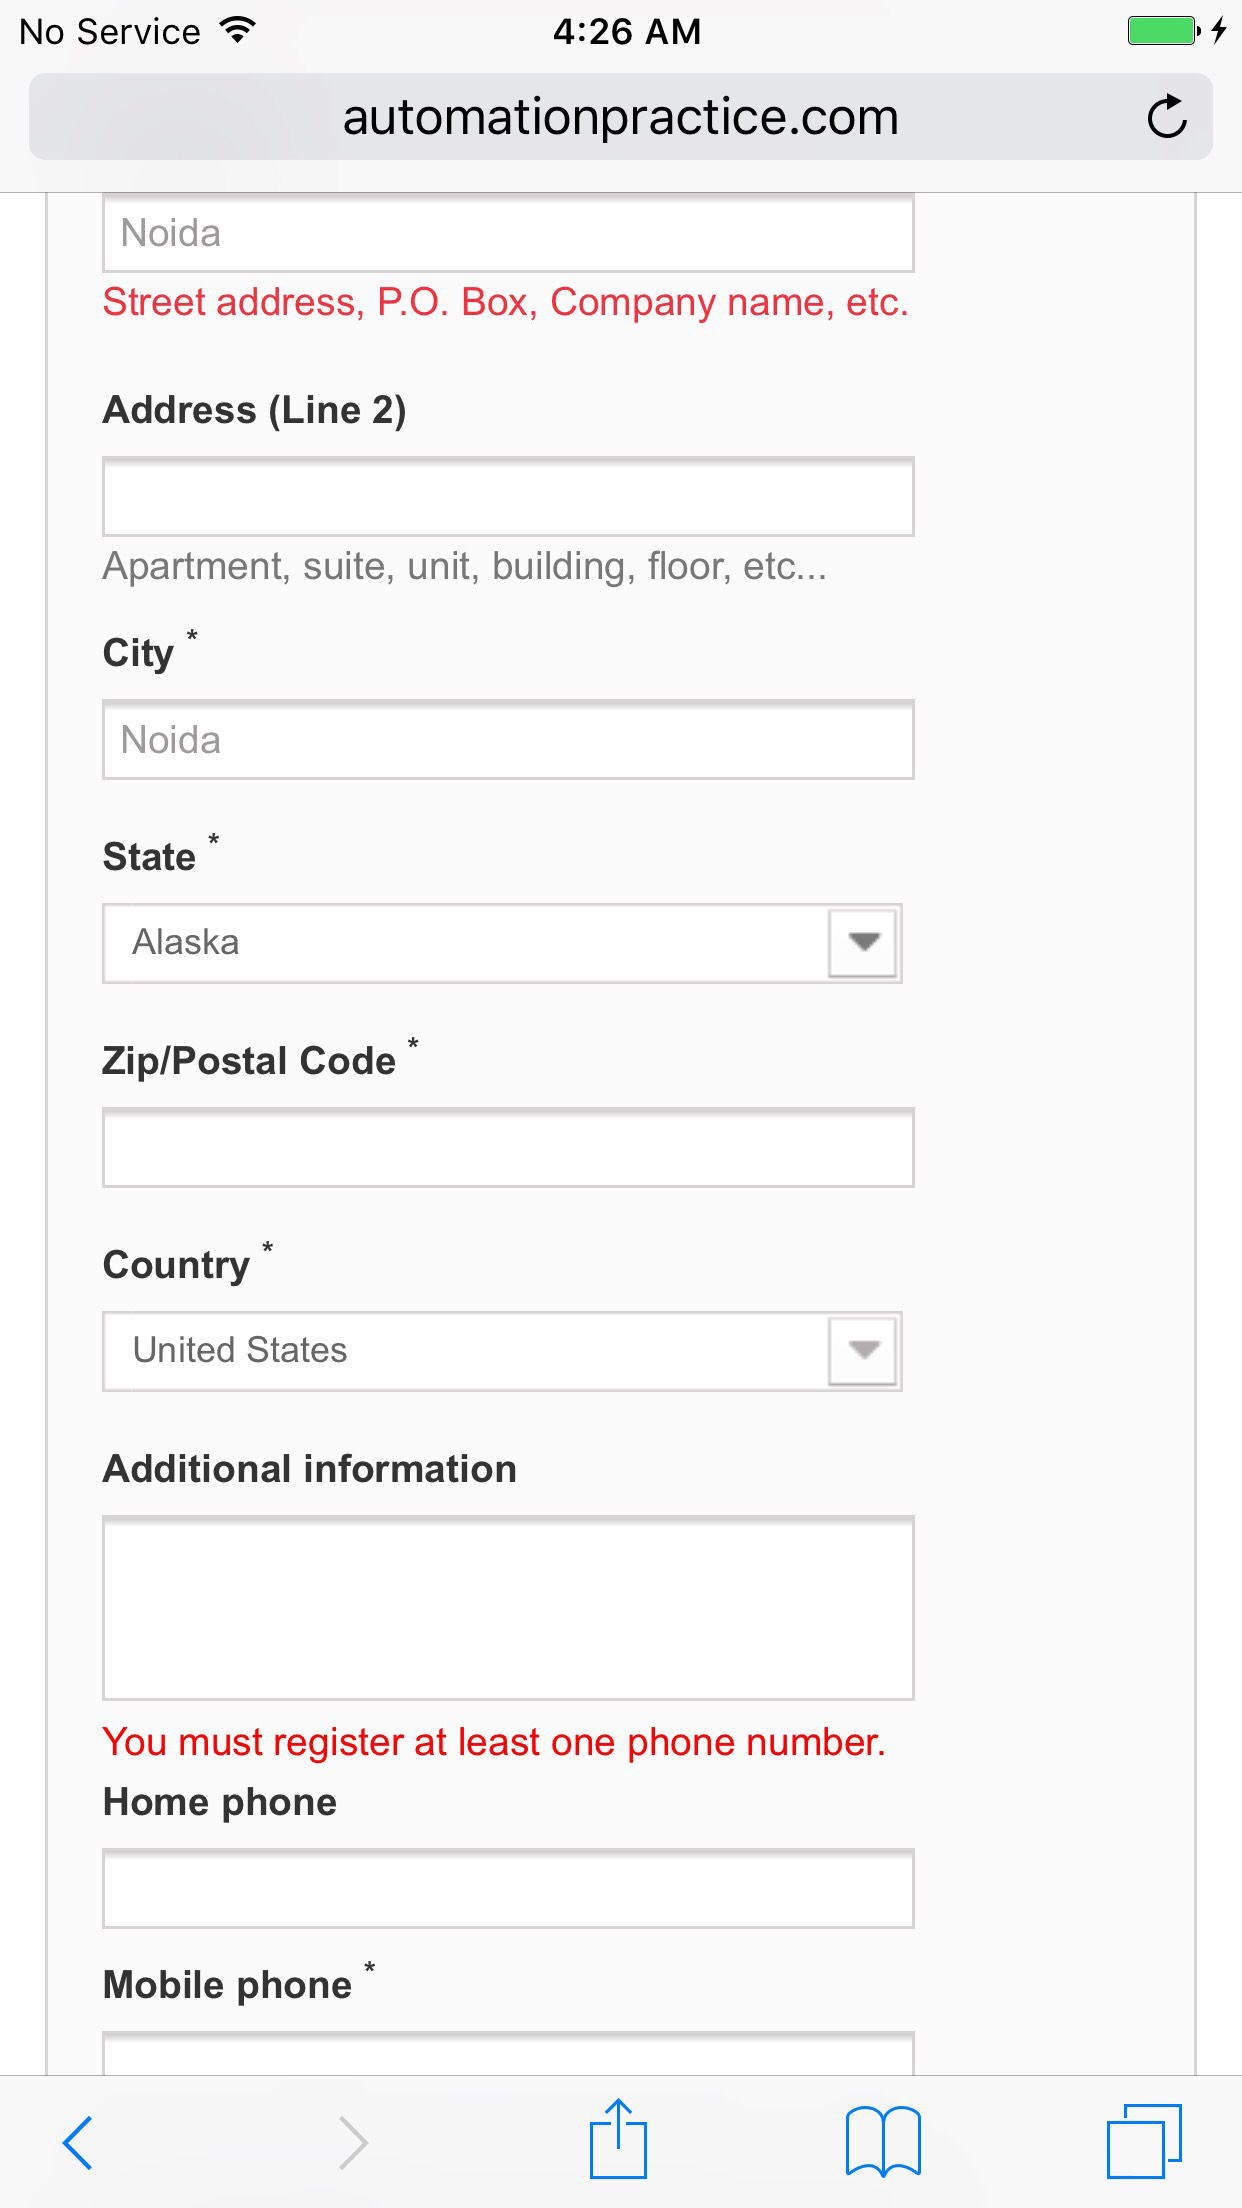 No Service 4:26 AM
automationpractice.com
Noida
Street address, P.O. Box, Company name, etc.
Address (Line 2)
Apartment, suite, unit, building, floor, etc...
City *
Noida
State *
Alaska
Zip/Postal Code *
Country *
United States
Additional information
You must register at least one phone number.
Home phone
Mobile phone *